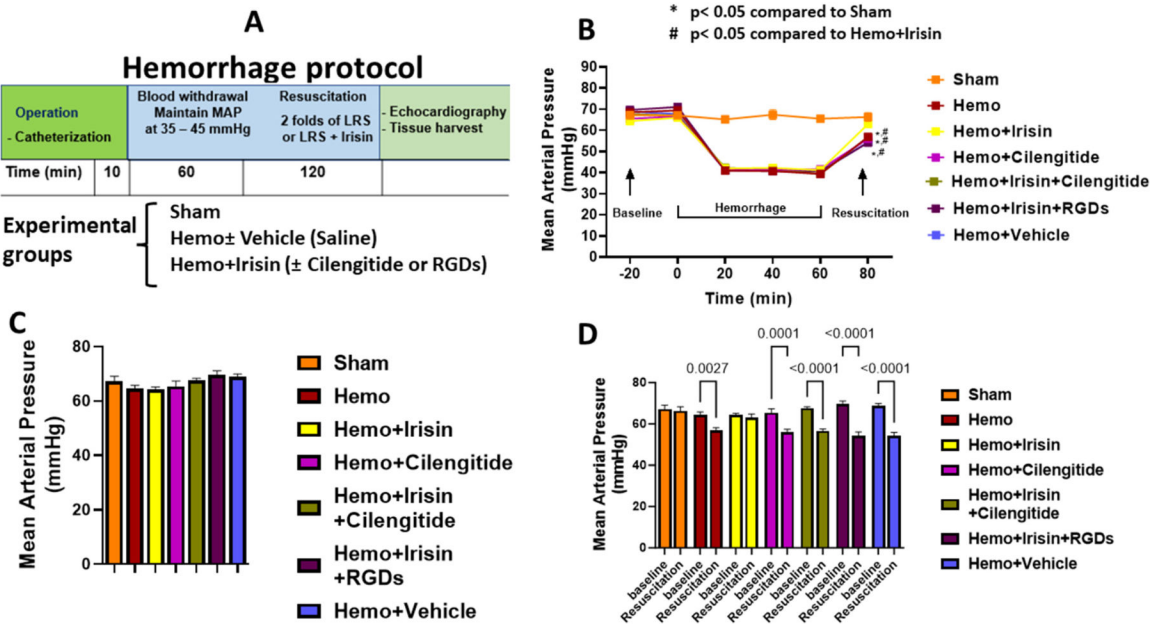 A
Hemorrhage protocol
Operation
- Catheterization
Blood withdrawal
Maintain MAP
at 35 – 45 mmHg
Resuscitation
2 folds of LRS
or LRS + Irisin
- Echocardiography
- Tissue harvest
Time (min)
10
60
120
Experimental
groups
Sham
Hemo± Vehicle (Saline)
Hemo+Irisin (± Cilengitide or RGDs)
B
* p< 0.05 compared to Sham
# p< 0.05 compared to Hemo+Irisin
Mean Arterial Pressure
(mmHg)
90
80
70
60
50
40
30
20
10
0
*,#
*,#
*,#
Baseline
Hemorrhage
Resuscitation
-20
0
20
40
60
80
Time (min)
Sham
Hemo
Hemo+Irisin
Hemo+Cilengitide
Hemo+Irisin+Cilengitide
Hemo+Irisin+RGDs
Hemo+Vehicle
C
Mean Arterial Pressure
(mmHg)
80
60
40
20
0
Sham
Hemo
Hemo+Irisin
Hemo+Cilengitide
Hemo+Irisin
+Cilengitide
Hemo+Irisin
+RGDs
Hemo+Vehicle
D
Mean Arterial Pressure
(mmHg)
80
60
40
20
0
0.0027
0.0001
<0.0001
<0.0001
<0.0001
baseline
Resuscitation
baseline
Resuscitation
baseline
Resuscitation
baseline
Resuscitation
baseline
Resuscitation
baseline
Resuscitation
baseline
Resuscitation
Sham
Hemo
Hemo+Irisin
Hemo+Cilengitide
Hemo+Irisin
+Cilengitide
Hemo+Irisin+RGDs
Hemo+Vehicle